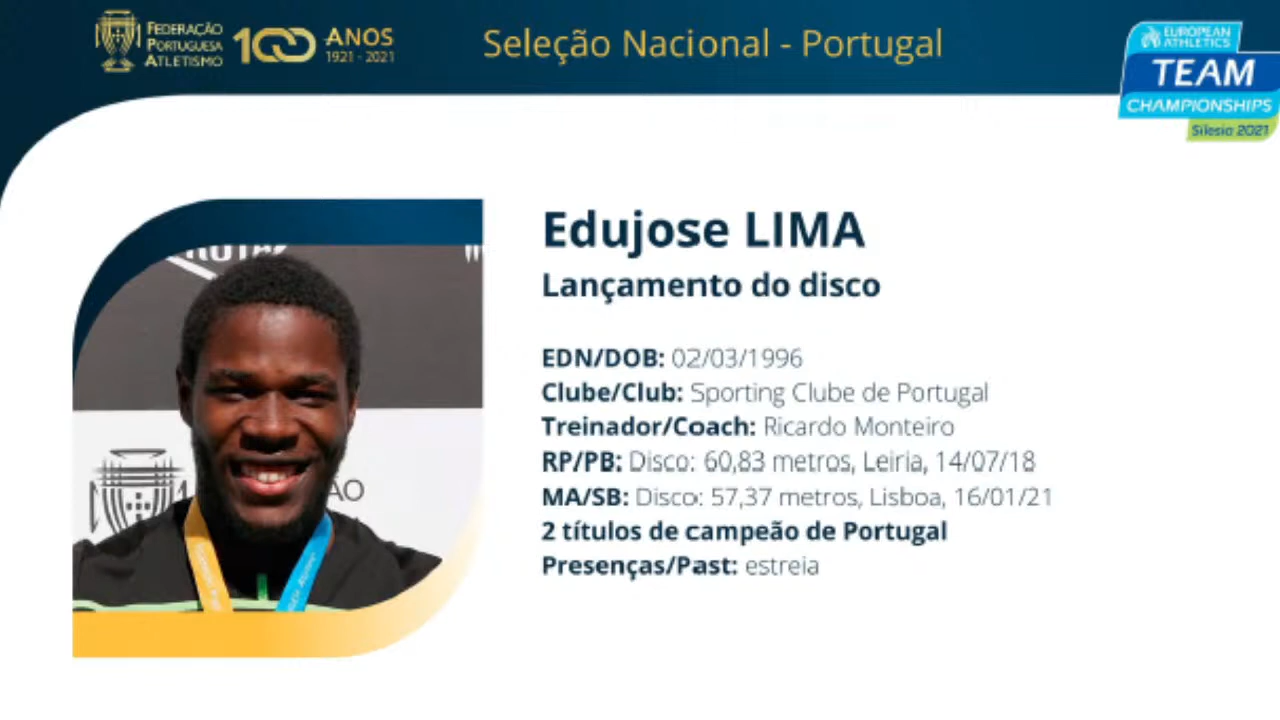 FEDERAÇÃO
PORTUGUESA
ATLETISMO
100 ANOS
1921 - 2021
Seleção Nacional - Portugal
EUROPEAN
ATHLETICS
TEAM
CHAMPIONSHIPS
Silesia 2021
Edujose LIMA
Lançamento do disco
EDN/DOB: 02/03/1996
Clube/Club: Sporting Clube de Portugal
Treinador/Coach: Ricardo Monteiro
RP/PB: Disco: 60,83 metros, Leiria, 14/07/18
MA/SB: Disco: 57,37 metros, Lisboa, 16/01/21
2 títulos de campeão de Portugal
Presenças/Past: estreia
ÃO